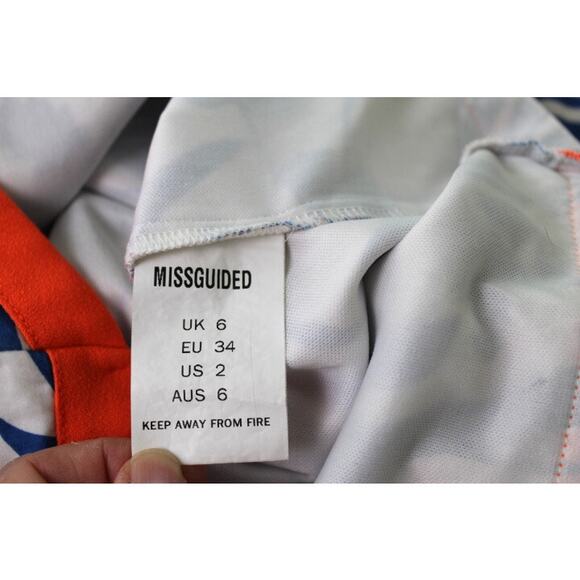 MISSGUIDED
UK 6
EU 34
US 2
AUS 6
KEEP AWAY FROM FIRE